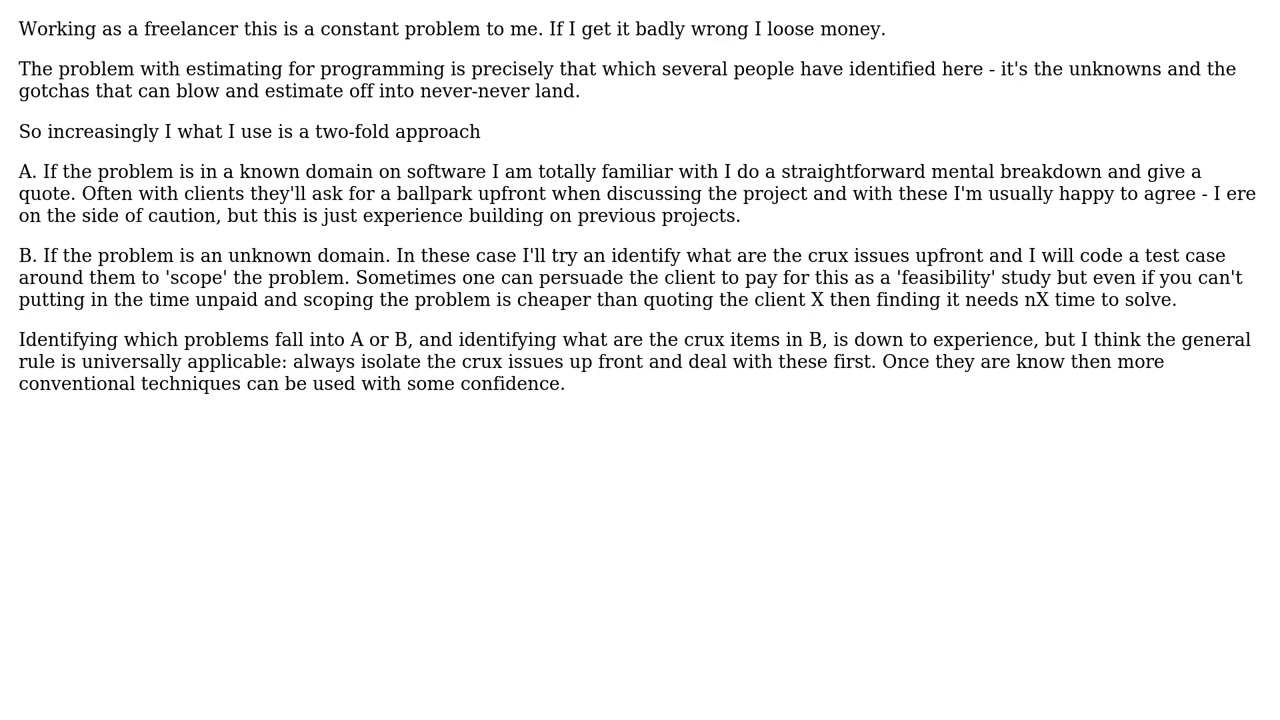 Working as a freelancer this is a constant problem to me. If I get it badly wrong I loose money.
The problem with estimating for programming is precisely that which several people have identified here - it's the unknowns and the
gotchas that can blow and estimate off into never-never land.
So increasingly I what I use is a two-fold approach
A. If the problem is in a known domain on software I am totally familiar with I do a straightforward mental breakdown and give a
quote. Often with clients they'll ask for a ballpark upfront when discussing the project and with these I'm usually happy to agree - I ere
on the side of caution, but this is just experience building on previous projects.
B. If the problem is an unknown domain. In these case I'll try an identify what are the crux issues upfront and I will code a test case
around them to 'scope' the problem. Sometimes one can persuade the client to pay for this as a 'feasibility' study but even if you can't
putting in the time unpaid and scoping the problem is cheaper than quoting the client X then finding it needs nX time to solve.
Identifying which problems fall into A or B, and identifying what are the crux items in B, is down to experience, but I think the general
rule is universally applicable: always isolate the crux issues up front and deal with these first. Once they are know then more
conventional techniques can be used with some confidence.